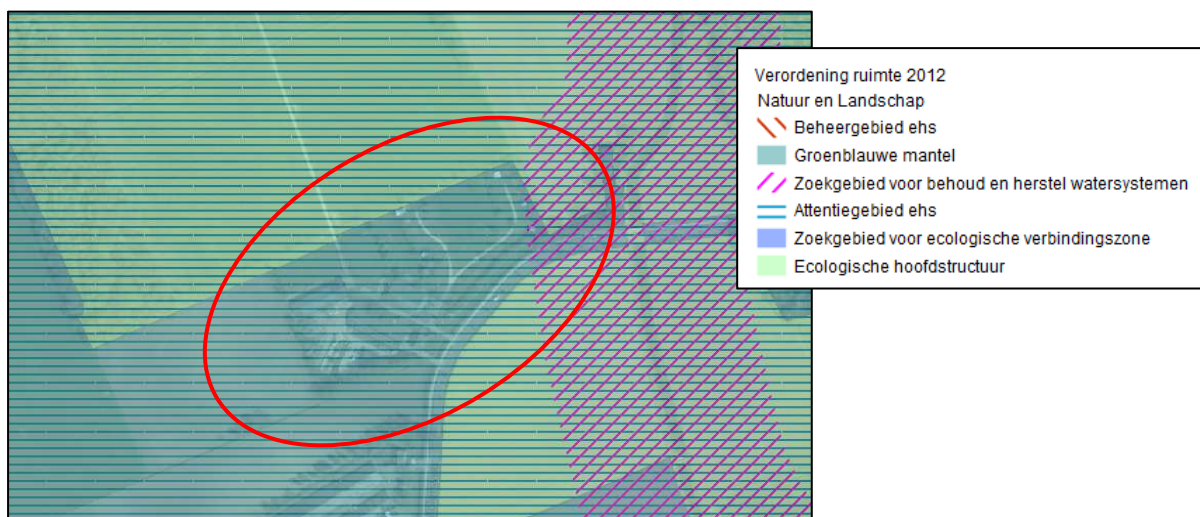 Verordening ruimte 2012
Natuur en Landschap
Beheergebied ehs
Groenblauwe mantel
Zoekgebied voor behoud en herstel watersystemen
Attentiegebied ehs
Zoekgebied voor ecologische verbindingszone
Ecologische hoofdstructuur